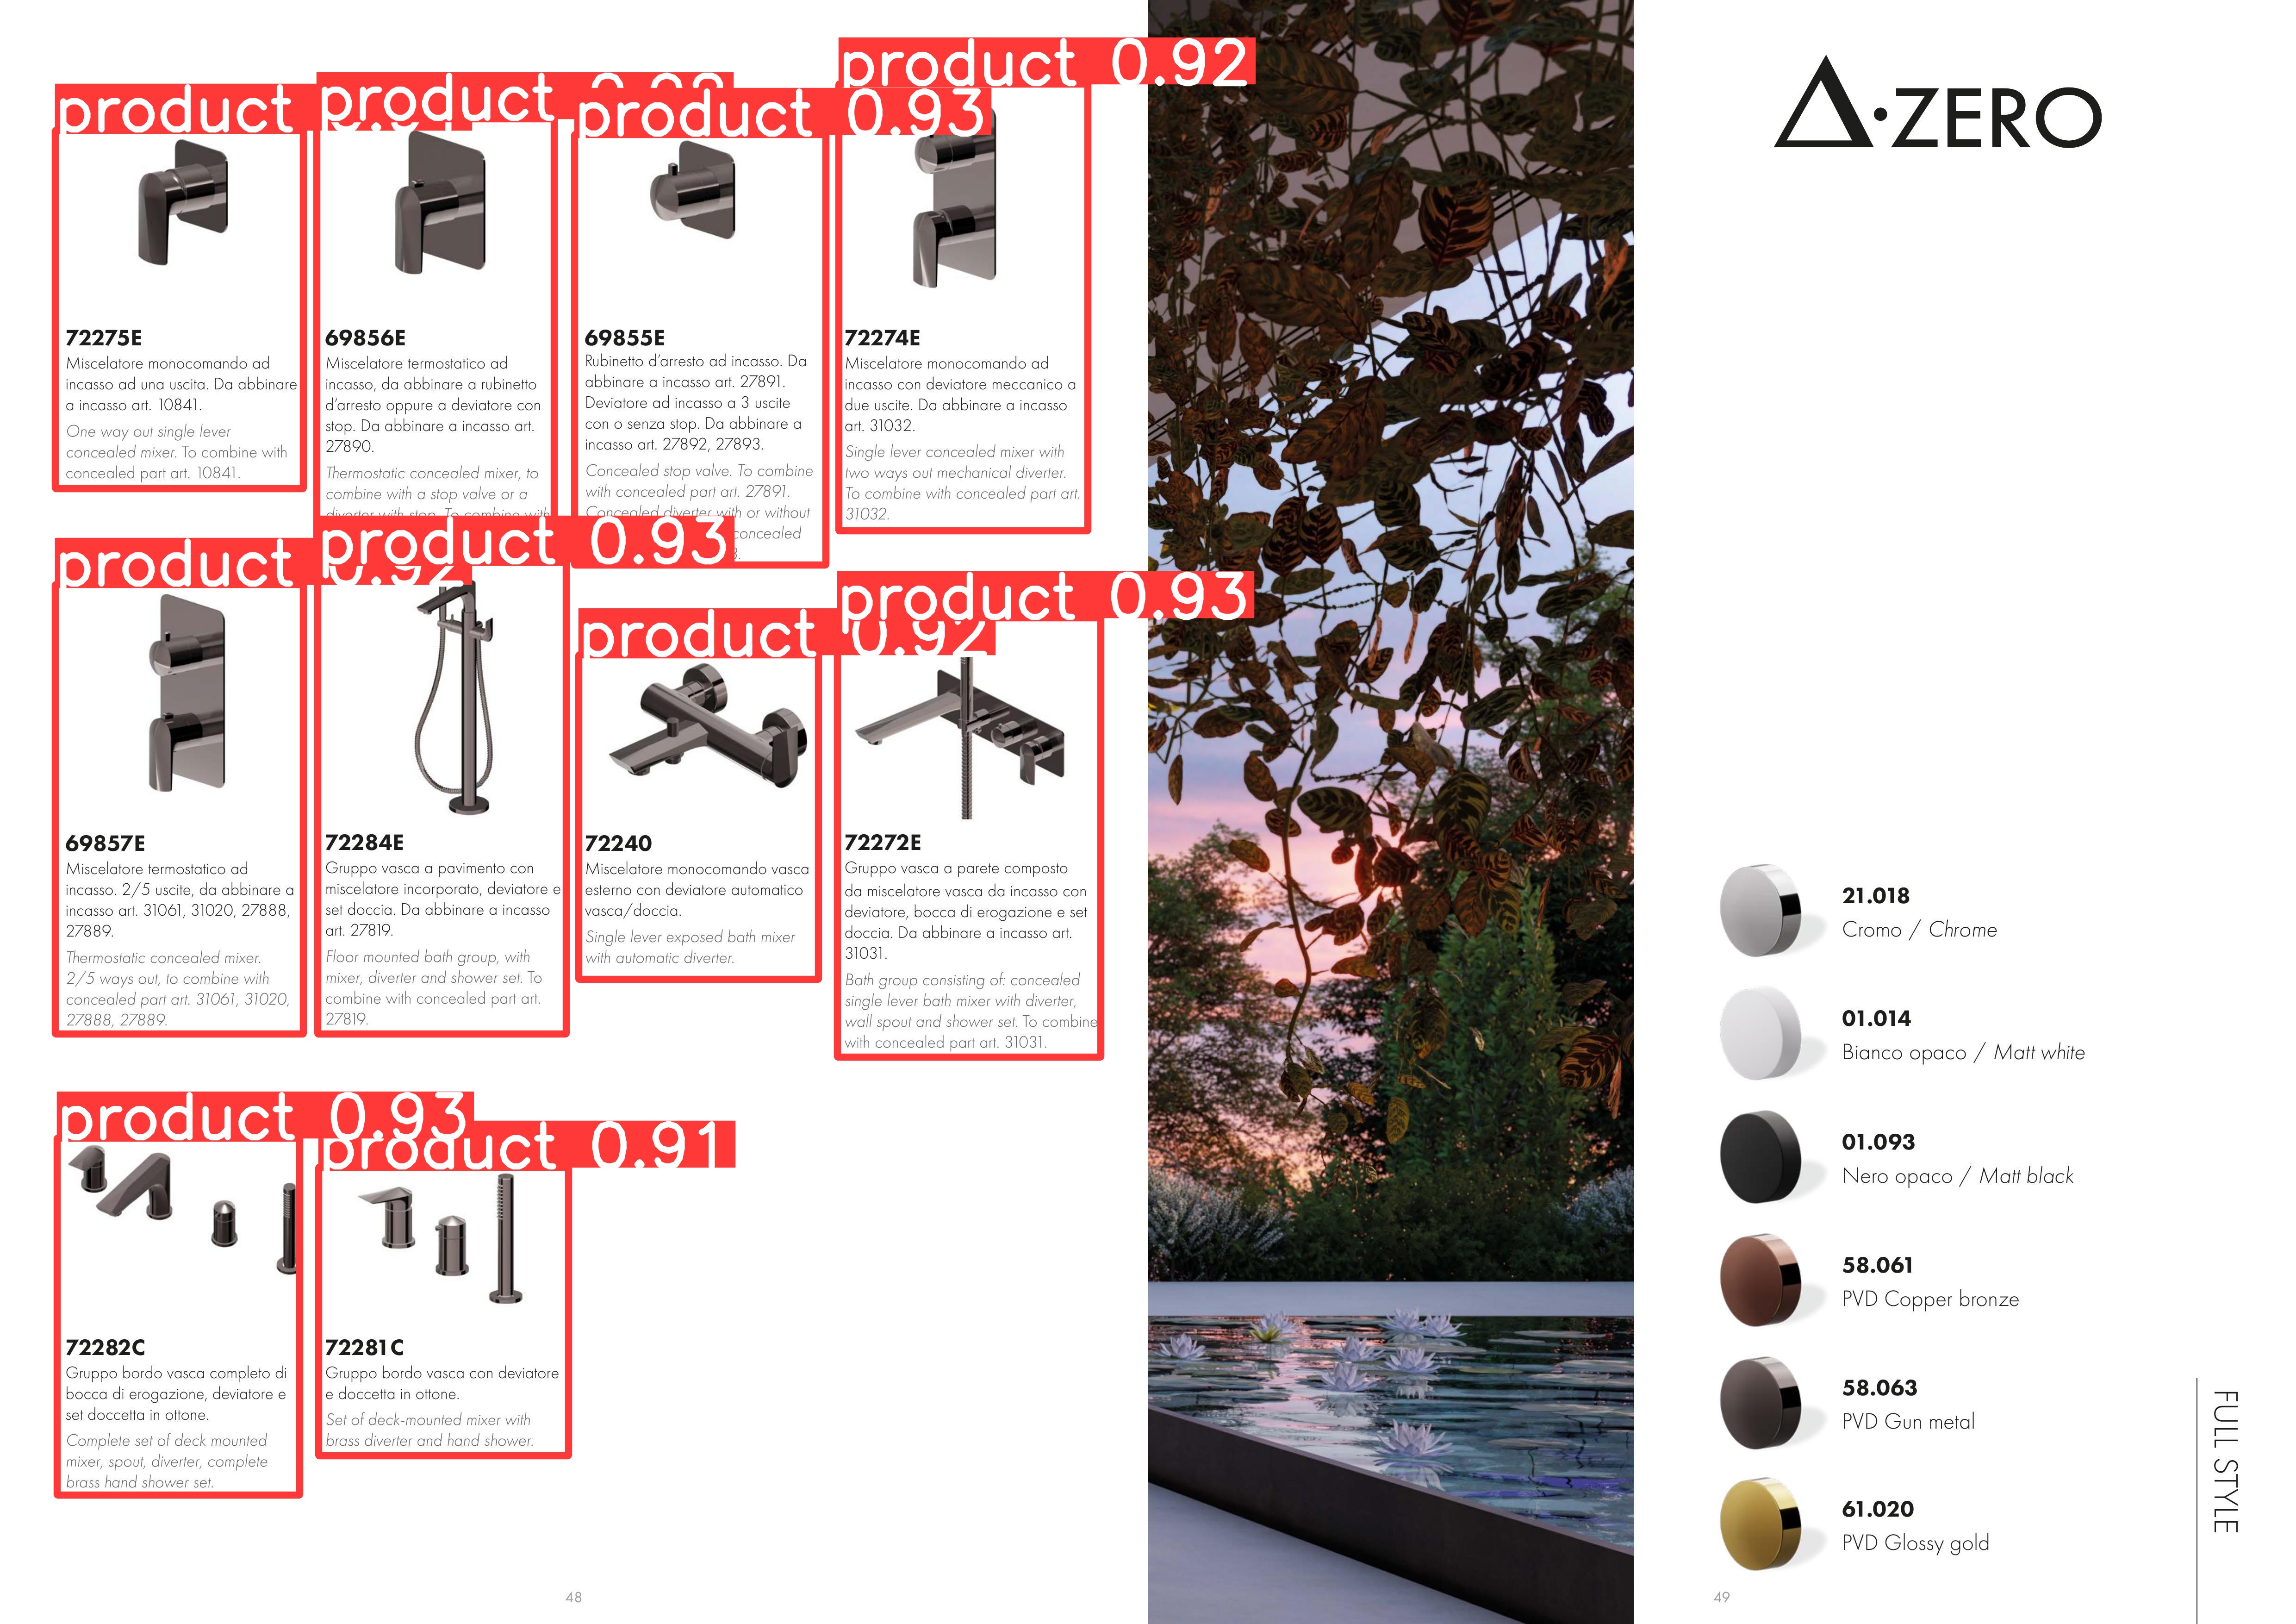 product
product
product 0.93
product 0.92
72275E
Miscelatore monocomando ad
incasso ad una uscita. Da abbinare
a incasso art. 10841.
One way out single lever
concealed mixer. To combine with
concealed part art. 10841.
69856E
Miscelatore termostatico ad
incasso, da abbinare a rubinetto
d'arresto oppure a deviatore con
stop. Da abbinare a incasso art.
27890.
Thermostatic concealed mixer, to
combine with a stop valve or a
diverter with stop. To combine with
69855E
Rubinetto d'arresto ad incasso. Da
abbinare a incasso art. 27891.
Deviatore ad incasso a 3 uscite
con o senza stop. Da abbinare a
incasso art. 27892, 27893.
Concealed stop valve. To combine
with concealed part art. 27891.
Concealed diverter with or without
concealed
72274E
Miscelatore monocomando ad
incasso con deviatore meccanico a
due uscite. Da abbinare a incasso
art. 31032.
Single lever concealed mixer with
two ways out mechanical diverter.
To combine with concealed part art.
31032.
product 0.92
product 0.93
product 0.92
product 0.93
69857E
Miscelatore termostatico ad
incasso. 2/5 uscite, da abbinare a
incasso art. 31061, 31020, 27888,
27889.
Thermostatic concealed mixer.
2/5 ways out, to combine with
concealed part art. 31061, 31020,
27888, 27889.
72284E
Gruppo vasca a pavimento con
miscelatore incorporato, deviatore e
set doccia. Da abbinare a incasso
art. 27819.
Floor mounted bath group, with
mixer, diverter and shower set. To
combine with concealed part art.
27819.
72240
Miscelatore monocomando vasca
esterno con deviatore automatico
vasca/doccia.
Single lever exposed bath mixer
with automatic diverter.
72272E
Gruppo vasca a parete composto
da miscelatore vasca da incasso con
deviatore, bocca di erogazione e set
doccia. Da abbinare a incasso art.
31031.
Bath group consisting of: concealed
single lever bath mixer with diverter,
wall spout and shower set. To combine
with concealed part art. 31031.
product 0.93
product 0.91
72282C
Gruppo bordo vasca completo di
bocca di erogazione, deviatore e
set doccetta in ottone.
Complete set of deck mounted
mixer, spout, diverter, complete
brass hand shower set.
72281C
Gruppo bordo vasca con deviatore
e doccetta in ottone.
Set of deck-mounted mixer with
brass diverter and hand shower.
48
Δ·ZERO
21.018
Cromo / Chrome
01.014
Bianco opaco / Matt white
01.093
Nero opaco / Matt black
58.061
PVD Copper bronze
58.063
PVD Gun metal
61.020
PVD Glossy gold
FULL STYLE
49